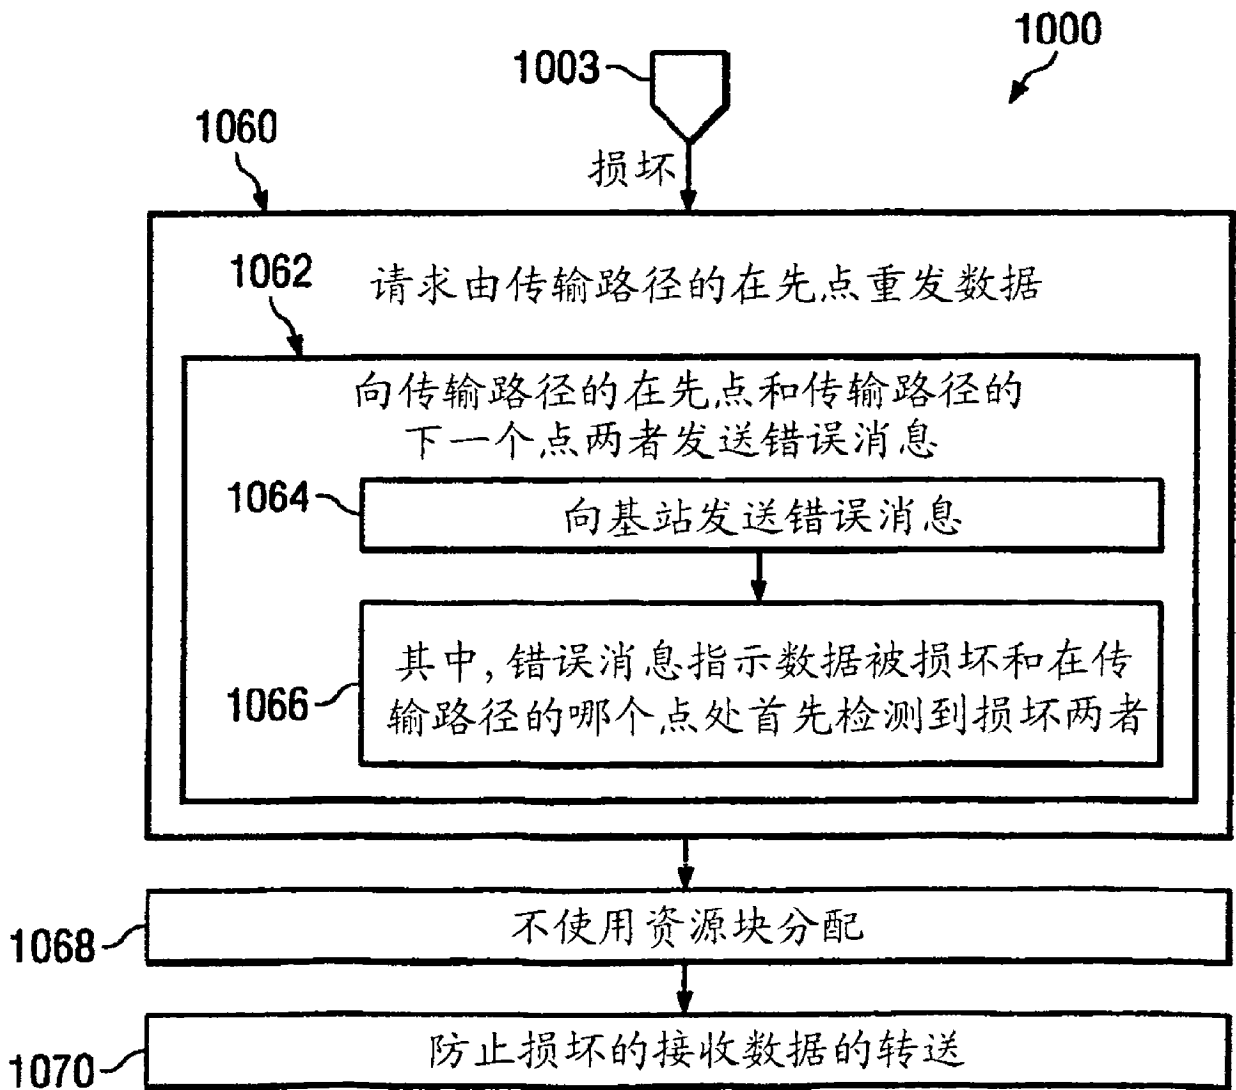 1000
1003
1060
损坏
1062
请求由传输路径的在先点重发数据
向传输路径的在先点和传输路径的
下一个点两者发送错误消息
1064
向基站发送错误消息
其中,错误消息指示数据被损坏和在传
1066
输路径的哪个点处首先检测到损坏两者
1068
不使用资源块分配
1070
防止损坏的接收数据的转送